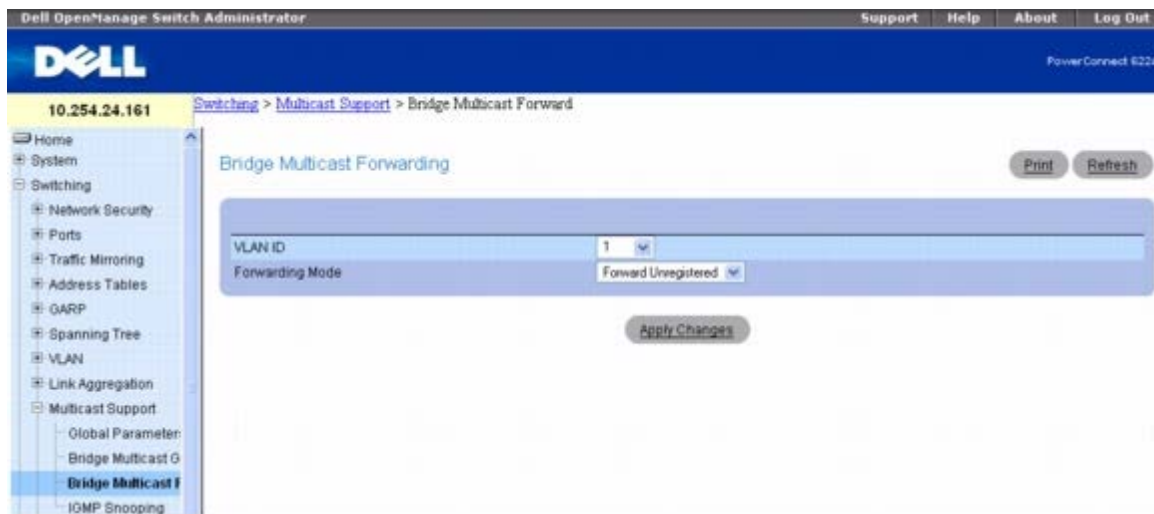 Dell OpenManage Switch Administrator
Support Help About Log Out
DELL
PowerConnect 622
10.254.24.161
Switching > Multicast Support > Bridge Multicast Forward
Home
System
Switching
Network Security
Ports
Traffic Mirroring
Address Tables
GARP
Spanning Tree
VLAN
Link Aggregation
Multicast Support
Global Parameter
Bridge Multicast G
Bridge Multicast F
IGMP Snooping
Bridge Multicast Forwarding
Print Refresh
VLAN ID 1
Forwarding Mode Forward Unregistered
Apply Changes